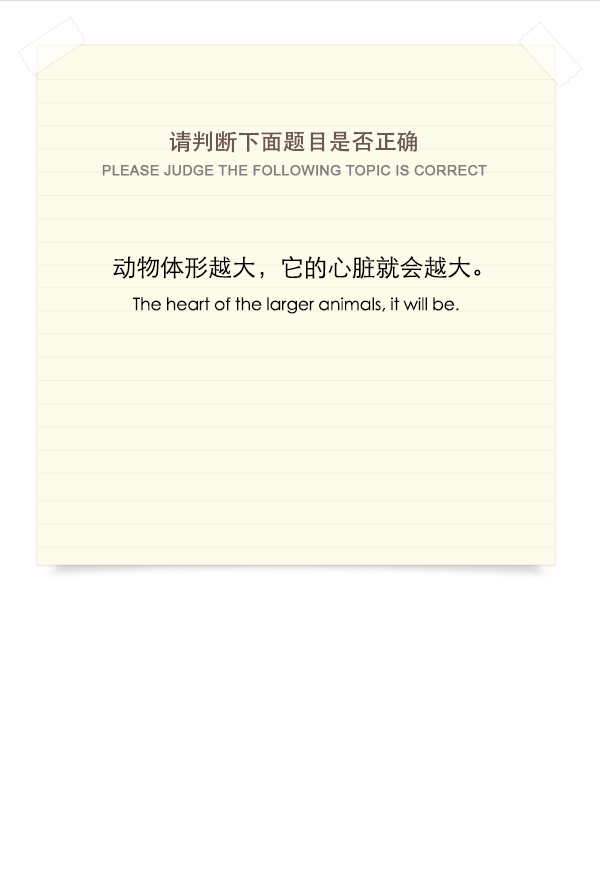 请判断下面题目是否正确
PLEASE JUDGE THE FOLLOWING TOPIC IS CORRECT
动物体形越大，它的心脏就会越大。
The heart of the larger animals, it will be.